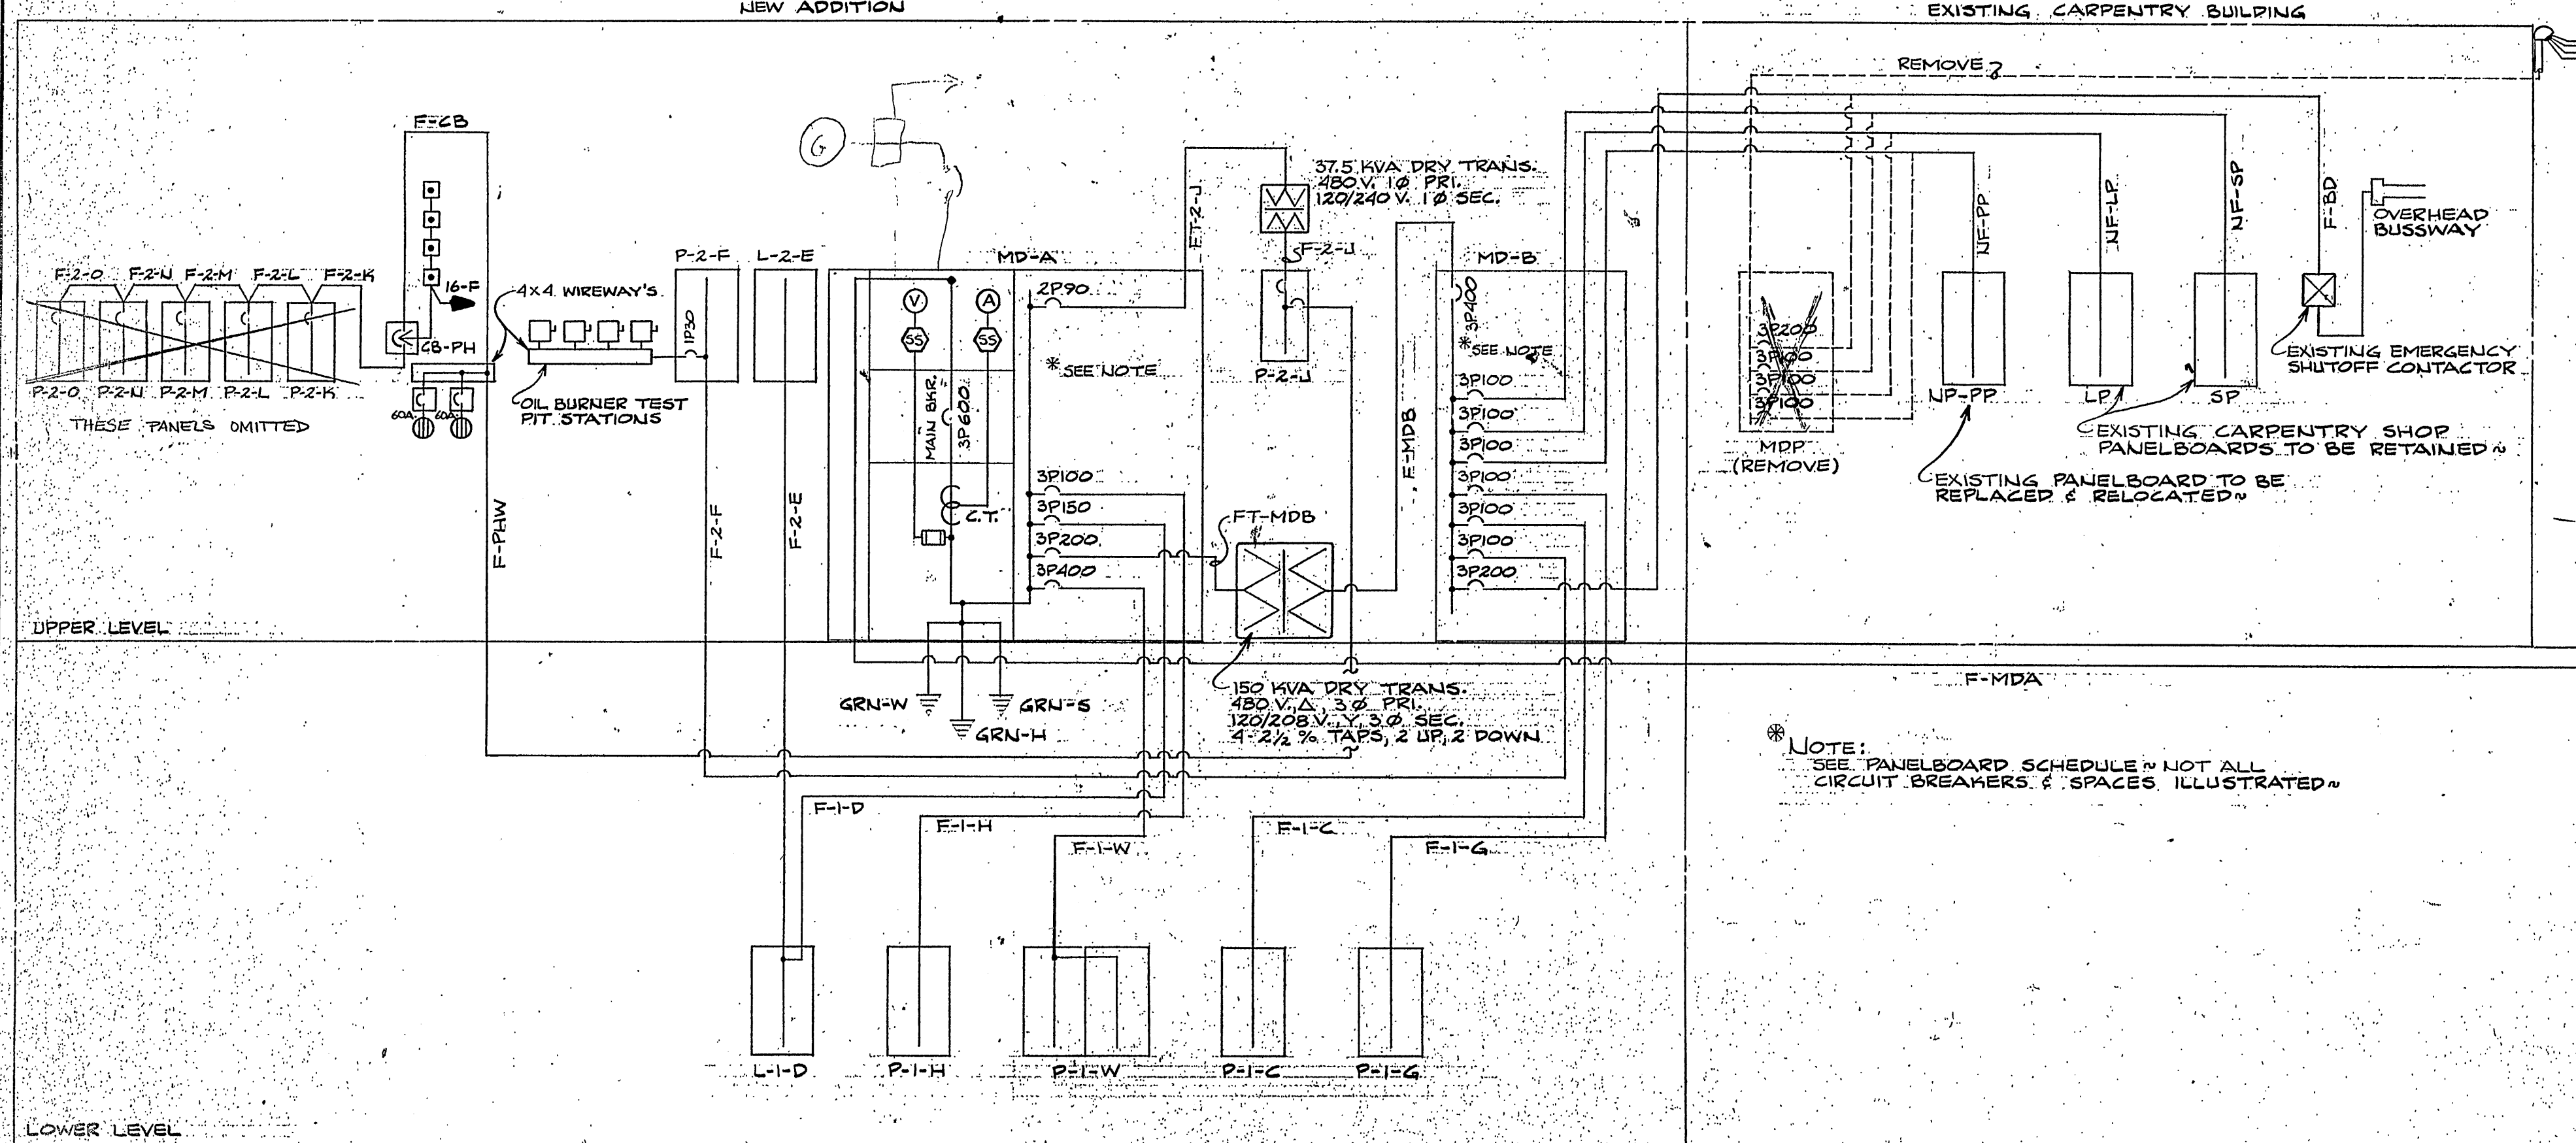 NEW ADDITION
EXISTING CARPENTRY BUILDING
REMOVE
F-CB
16-F
CB-PH
60A
60A
F-2-O
F-2-N
F-2-M
F-2-L
F-2-K
P-2-O
P-2-N
P-2-M
P-2-L
P-2-K
THESE PANELS OMITTED
4X4 WIREWAY'S
OIL BURNER TEST
PIT STATIONS
F-PHW
P-2-F
L-2-E
1P30
F-2-F
F-2-E
G
MD-A
V
A
SS
SS
MAIN BKR.
3P600
C.T.
2P90
* SEE NOTE
3P100
3P150
3P200
3P400
FT-2-J
37.5 KVA DRY TRANS.
480 V. 1Ø PRI.
120/240 V. 1Ø SEC.
F-2-J
P-2-J
FT-MDB
F-MDB
MD-B
3P400
* SEE NOTE
3P100
3P100
3P100
3P100
3P100
3P100
3P200
3P200
3P100
3P100
3P100
MDP
(REMOVE)
NF-PP
NF-LP
NF-SP
F-BD
OVERHEAD
BUSSWAY
NP-PP
LP
SP
EXISTING EMERGENCY
SHUTOFF CONTACTOR
EXISTING CARPENTRY SHOP
PANELBOARDS TO BE RETAINED~
EXISTING PANELBOARD TO BE
REPLACED & RELOCATED~
UPPER LEVEL
GRN-W
GRN-S
GRN-H
150 KVA DRY TRANS.
480 V. Δ, 3Ø PRI.
120/208 V. Y, 3Ø SEC.
4-2½ % TAPS, 2 UP, 2 DOWN
F-MDA
* NOTE:
SEE PANELBOARD SCHEDULE ~ NOT ALL
CIRCUIT BREAKERS & SPACES ILLUSTRATED~
F-1-D
F-1-H
F-1-W
F-1-C
F-1-G
L-1-D
P-1-H
P-1-W
P-1-C
P-1-G
LOWER LEVEL